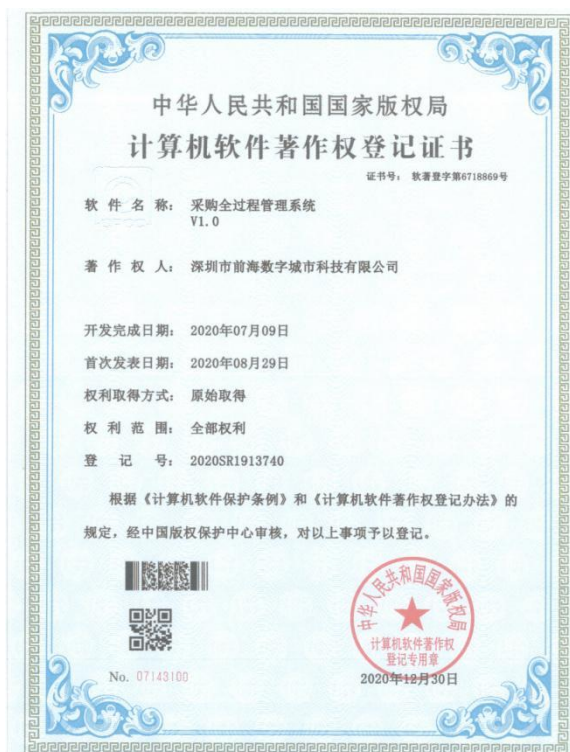 中华人民共和国国家版权局
计算机软件著作权登记证书
证书号： 软著登字第6718869号
软件名称： 采购全过程管理系统
V1.0
著作权人： 深圳市前海数字城市科技有限公司
开发完成日期： 2020年07月09日
首次发表日期： 2020年08月29日
权利取得方式： 原始取得
权利范围： 全部权利
登记号： 2020SR1913740
根据《计算机软件保护条例》和《计算机软件著作权登记办法》的
规定，经中国版权保护中心审核，对以上事项予以登记。
中华人民共和国国家版权局
计算机软件著作权
登记专用章
No. 07143100
2020年12月30日